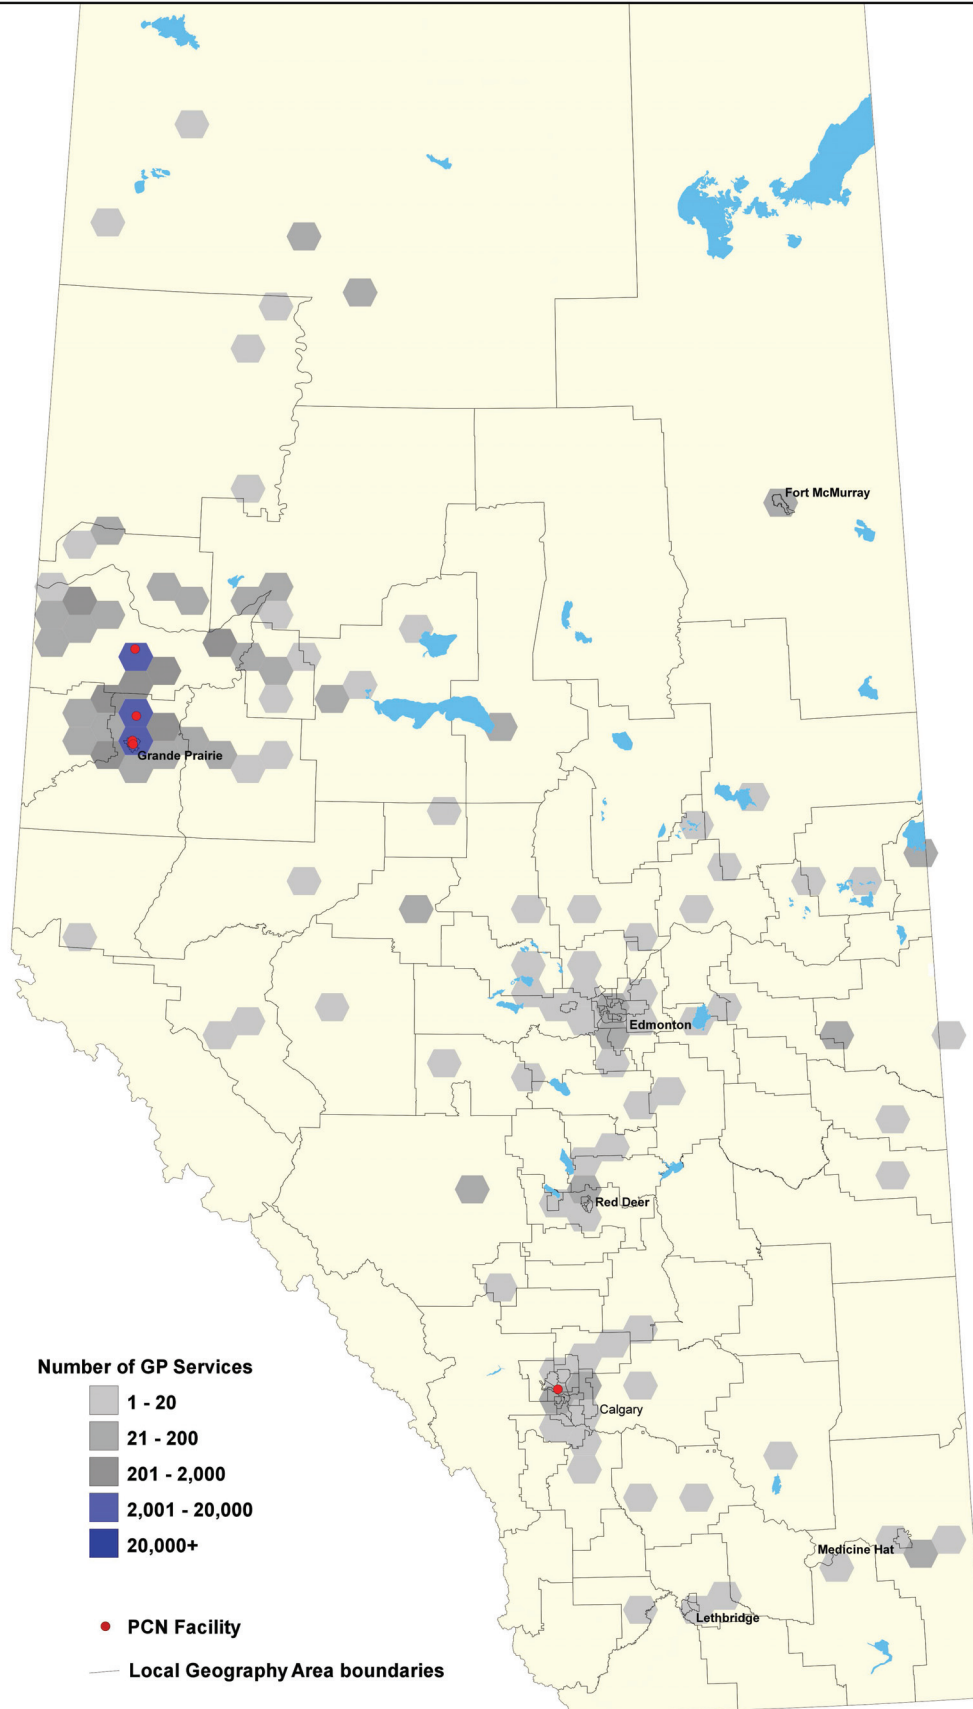 Fort McMurray
Grande Prairie
Edmonton
Red Deer
Number of GP Services
1 - 20
21 - 200
201 - 2,000
2,001 - 20,000
20,000+
Calgary
Medicine Hat
Lethbridge
PCN Facility
Local Geography Area boundaries